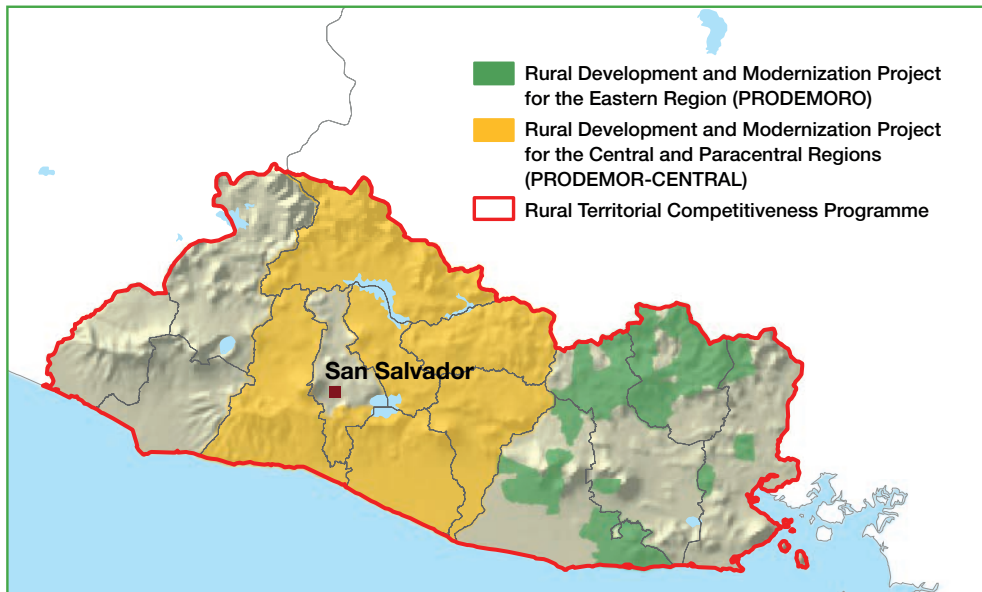 Rural Development and Modernization Project
for the Eastern Region (PRODEMORO)
Rural Development and Modernization Project
for the Central and Paracentral Regions
(PRODEMOR-CENTRAL)
Rural Territorial Competitiveness Programme
San Salvador